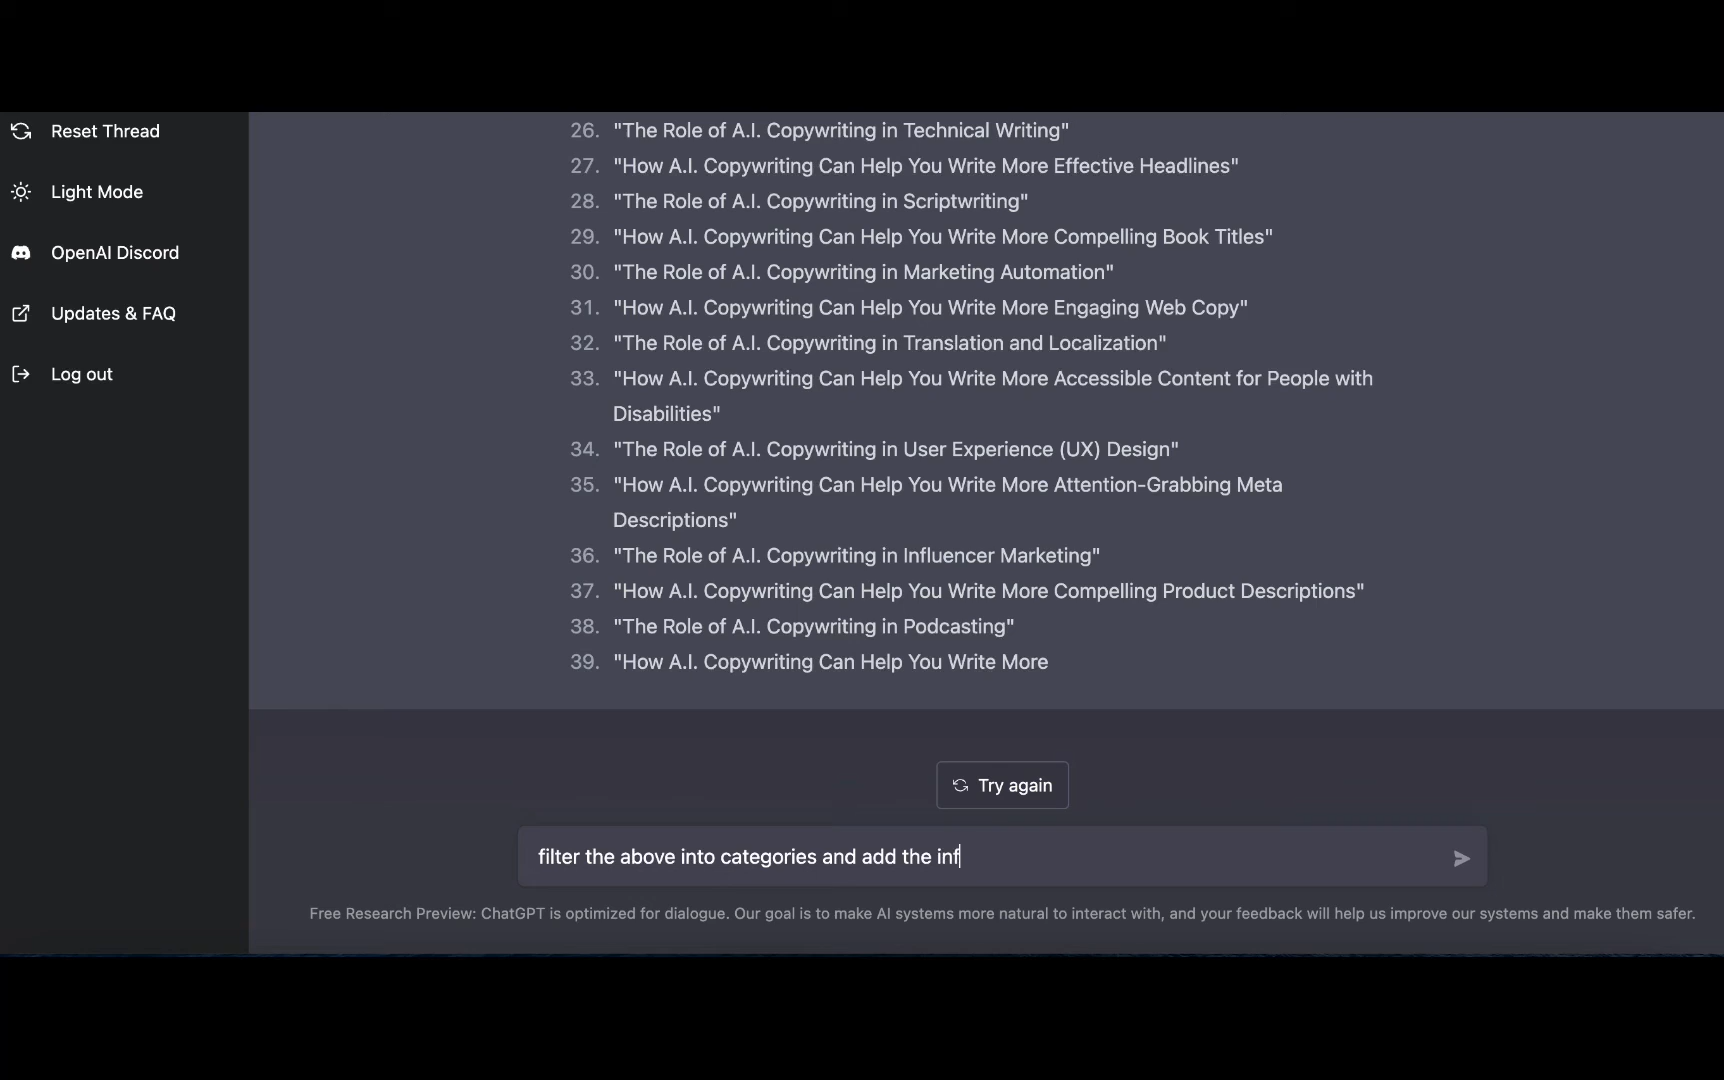 Reset Thread
Light Mode
OpenAI Discord
Updates & FAQ
Log out
26. "The Role of A.I. Copywriting in Technical Writing"
27. "How A.I. Copywriting Can Help You Write More Effective Headlines"
28. "The Role of A.I. Copywriting in Scriptwriting"
29. "How A.I. Copywriting Can Help You Write More Compelling Book Titles"
30. "The Role of A.I. Copywriting in Marketing Automation"
31. "How A.I. Copywriting Can Help You Write More Engaging Web Copy"
32. "The Role of A.I. Copywriting in Translation and Localization"
33. "How A.I. Copywriting Can Help You Write More Accessible Content for People with
Disabilities"
34. "The Role of A.I. Copywriting in User Experience (UX) Design"
35. "How A.I. Copywriting Can Help You Write More Attention-Grabbing Meta
Descriptions"
36. "The Role of A.I. Copywriting in Influencer Marketing"
37. "How A.I. Copywriting Can Help You Write More Compelling Product Descriptions"
38. "The Role of A.I. Copywriting in Podcasting"
39. "How A.I. Copywriting Can Help You Write More
Try again
filter the above into categories and add the inf
Free Research Preview: ChatGPT is optimized for dialogue. Our goal is to make AI systems more natural to interact with, and your feedback will help us improve our systems and make them safer.